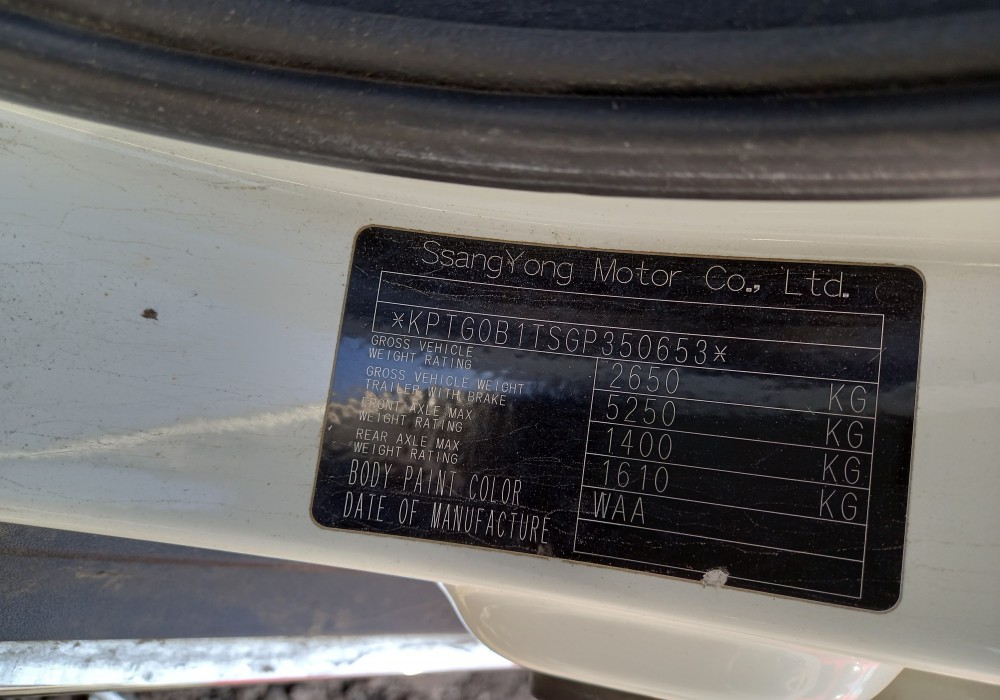 SsangYong Motor Co., Ltd.
*KPTG0B1TSGP350653*
GROSS VEHICLE
WEIGHT RATING
2650 KG
GROSS VEHICLE WEIGHT
TRAILER WITH BRAKE
5250 KG
FRONT AXLE MAX
WEIGHT RATING
1400 KG
REAR AXLE MAX
WEIGHT RATING
1610 KG
BODY PAINT COLOR WAA
DATE OF MANUFACTURE